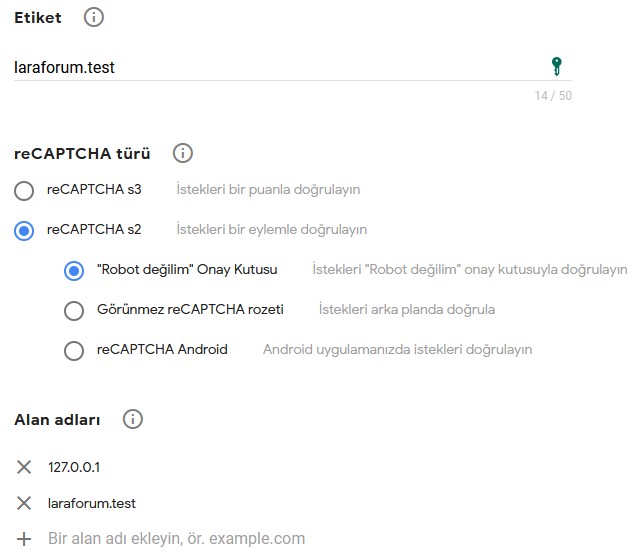 Etiket
laraforum.test
14 / 50
reCAPTCHA türü
reCAPTCHA s3 İstekleri bir puanla doğrulayın
reCAPTCHA s2 İstekleri bir eylemle doğrulayın
"Robot değilim" Onay Kutusu İstekleri "Robot değilim" onay kutusuyla doğrulayın
Görünmez reCAPTCHA rozeti İstekleri arka planda doğrula
reCAPTCHA Android Android uygulamanızda istekleri doğrulayın
Alan adları
127.0.0.1
laraforum.test
Bir alan adı ekleyin, ör. example.com